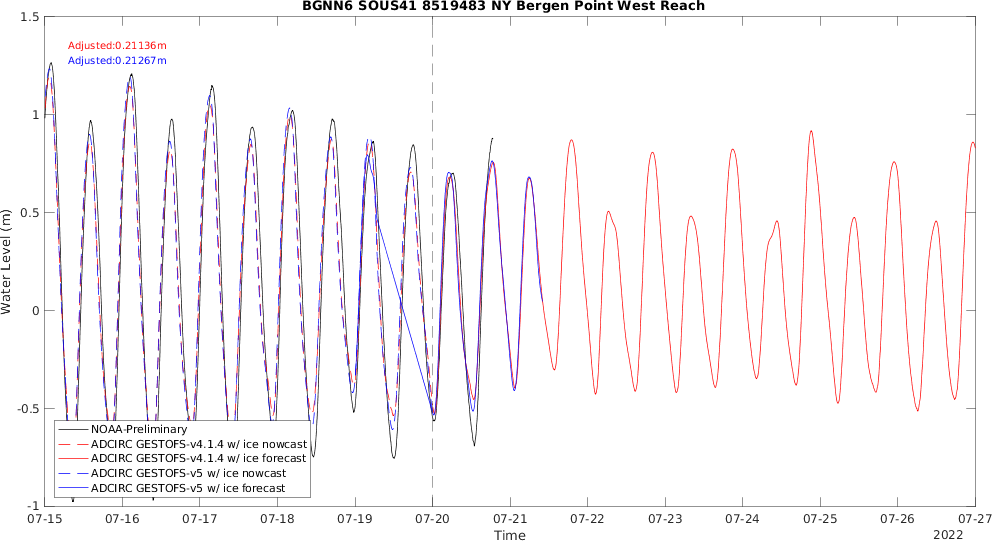 BGNN6 SOUS41 8519483 NY Bergen Point West Reach
1.5
Adjusted:0.21136m
Adjusted:0.21267m
1
0.5
Water Level (m)
0
-0.5
NOAA-Preliminary
ADCIRC GESTOFS-v4.1.4 w/ ice nowcast
ADCIRC GESTOFS-v4.1.4 w/ ice forecast
ADCIRC GESTOFS-v5 w/ ice nowcast
ADCIRC GESTOFS-v5 w/ ice forecast
-1
07-15 07-16 07-17 07-18 07-19 07-20 07-21 07-22 07-23 07-24 07-25 07-26 07-27
Time
2022